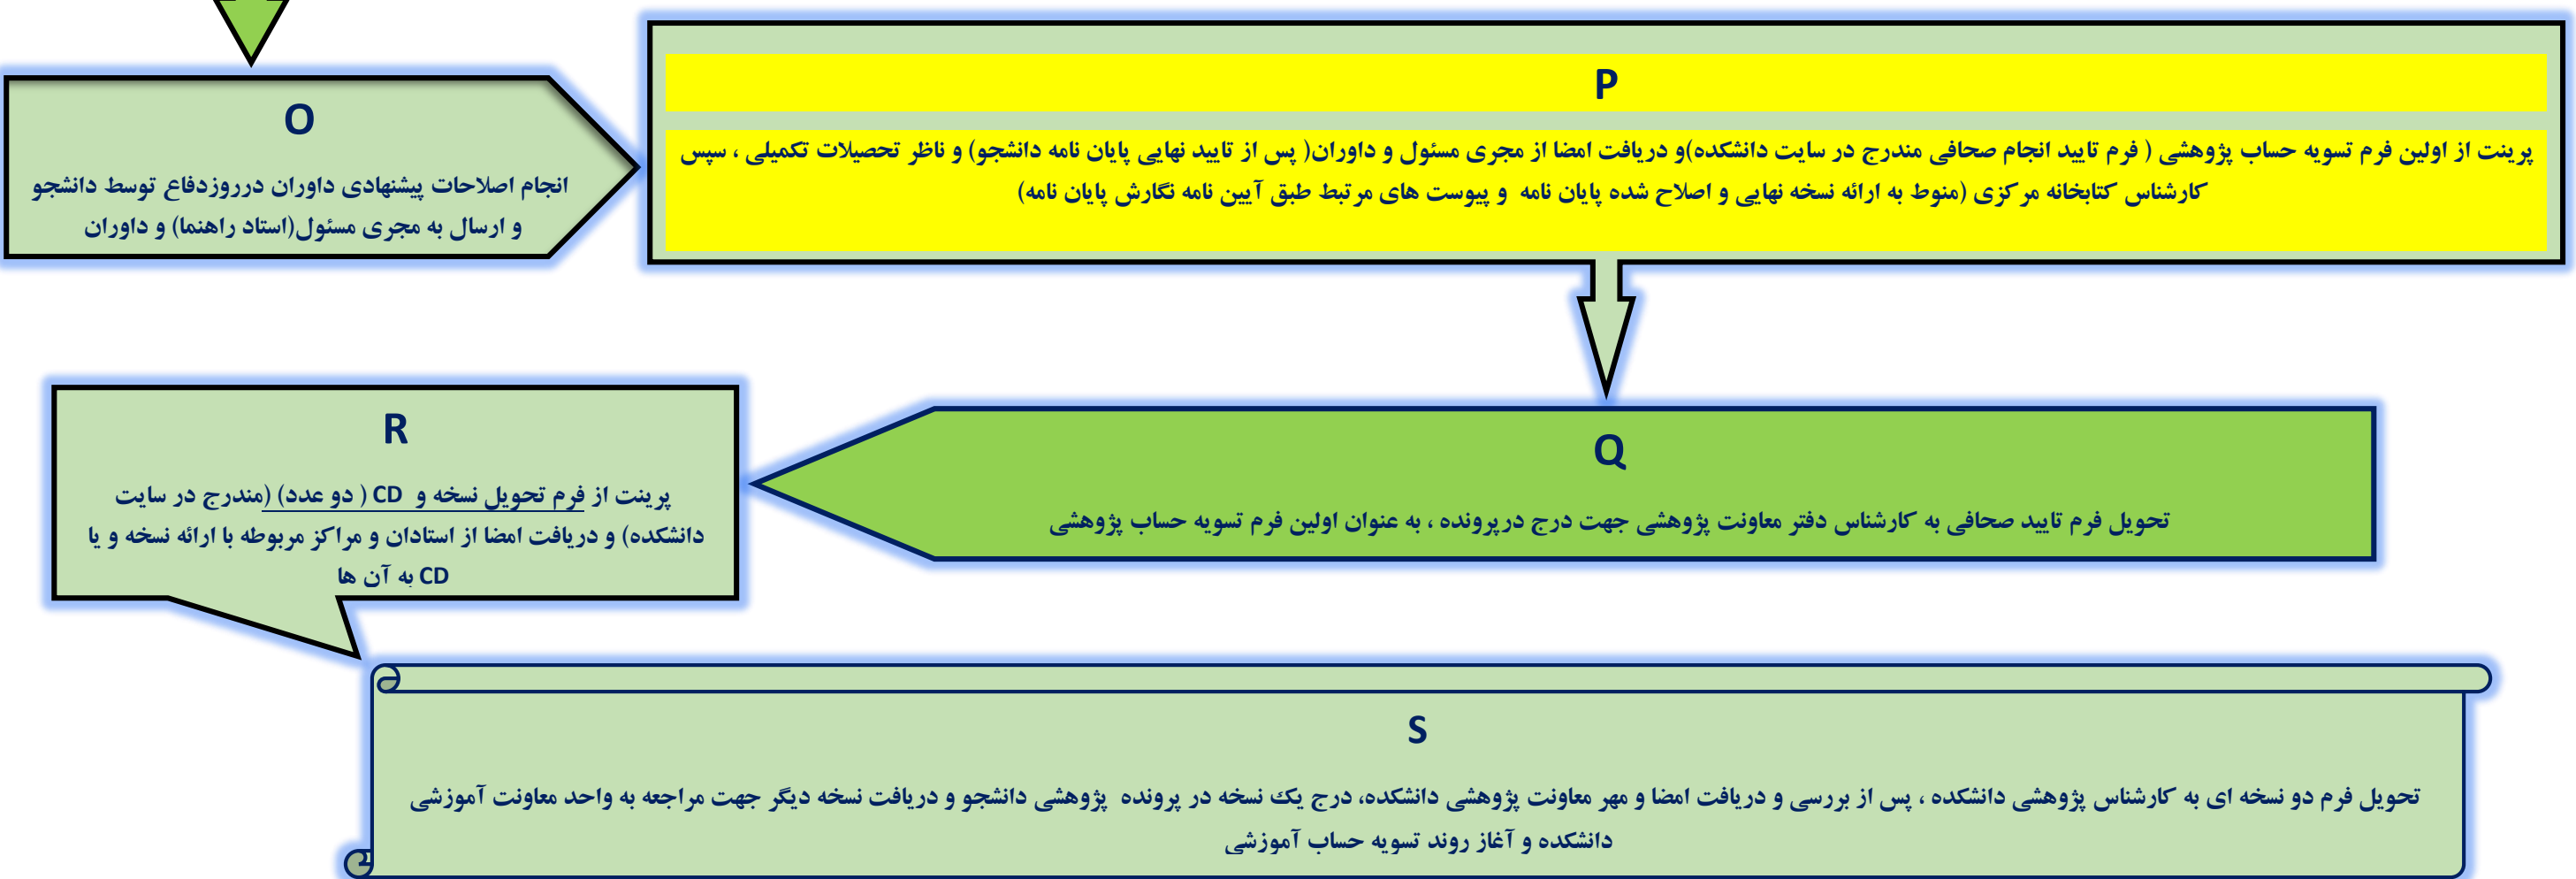 O
انجام اصلاحات پیشنهادی داوران درروزدفاع توسط دانشجو
و ارسال به مجری مسئول(استاد راهنما) و داوران
P
پرینت از اولین فرم تسویه حساب پژوهشی ( فرم تایید انجام صحافی مندرج در سایت دانشکده)و دریافت امضا از مجری مسئول و داوران( پس از تایید نهایی پایان نامه دانشجو) و ناظر تحصیلات تکمیلی ، سپس
کارشناس کتابخانه مرکزی (منوط به ارائه نسخه نهایی و اصلاح شده پایان نامه و پیوست های مرتبط طبق آیین نامه نگارش پایان نامه)
Q
تحویل فرم تایید صحافی به کارشناس دفتر معاونت پژوهشی جهت درج درپرونده ، به عنوان اولین فرم تسویه حساب پژوهشی
R
پرینت از فرم تحویل نسخه و CD ( دو عدد) (مندرج در سایت
دانشکده) و دریافت امضا از استادان و مراکز مربوطه با ارائه نسخه و یا
CD به آن ها
S
تحویل فرم دو نسخه ای به کارشناس پژوهشی دانشکده ، پس از بررسی و دریافت امضا و مهر معاونت پژوهشی دانشکده، درج یک نسخه در پرونده پژوهشی دانشجو و دریافت نسخه دیگر جهت مراجعه به واحد معاونت آموزشی
دانشکده و آغاز روند تسویه حساب آموزشی